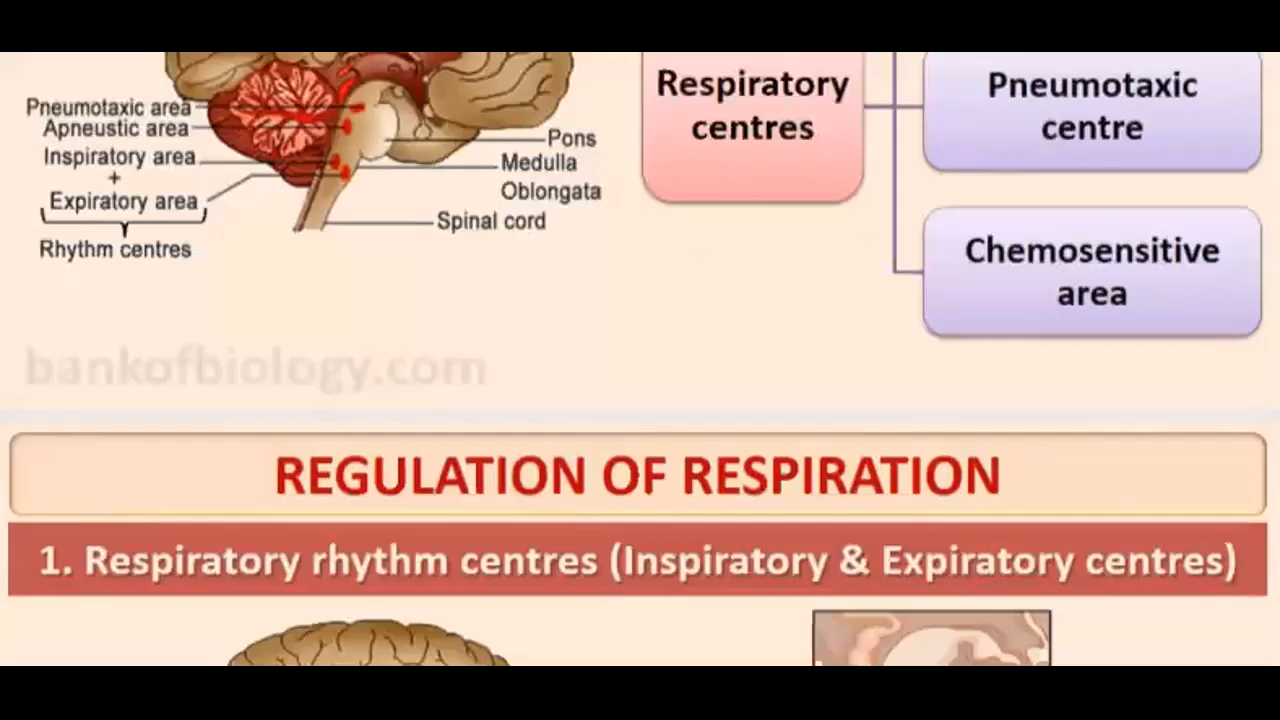 Pneumotaxic area
Apneustic area
Inspiratory area
+
Expiratory area
Rhythm centres
Pons
Medulla
Oblongata
Spinal cord
Respiratory
centres
Pneumotaxic
centre
Chemosensitive
area
bankofbiology.com
REGULATION OF RESPIRATION
1. Respiratory rhythm centres (Inspiratory & Expiratory centres)